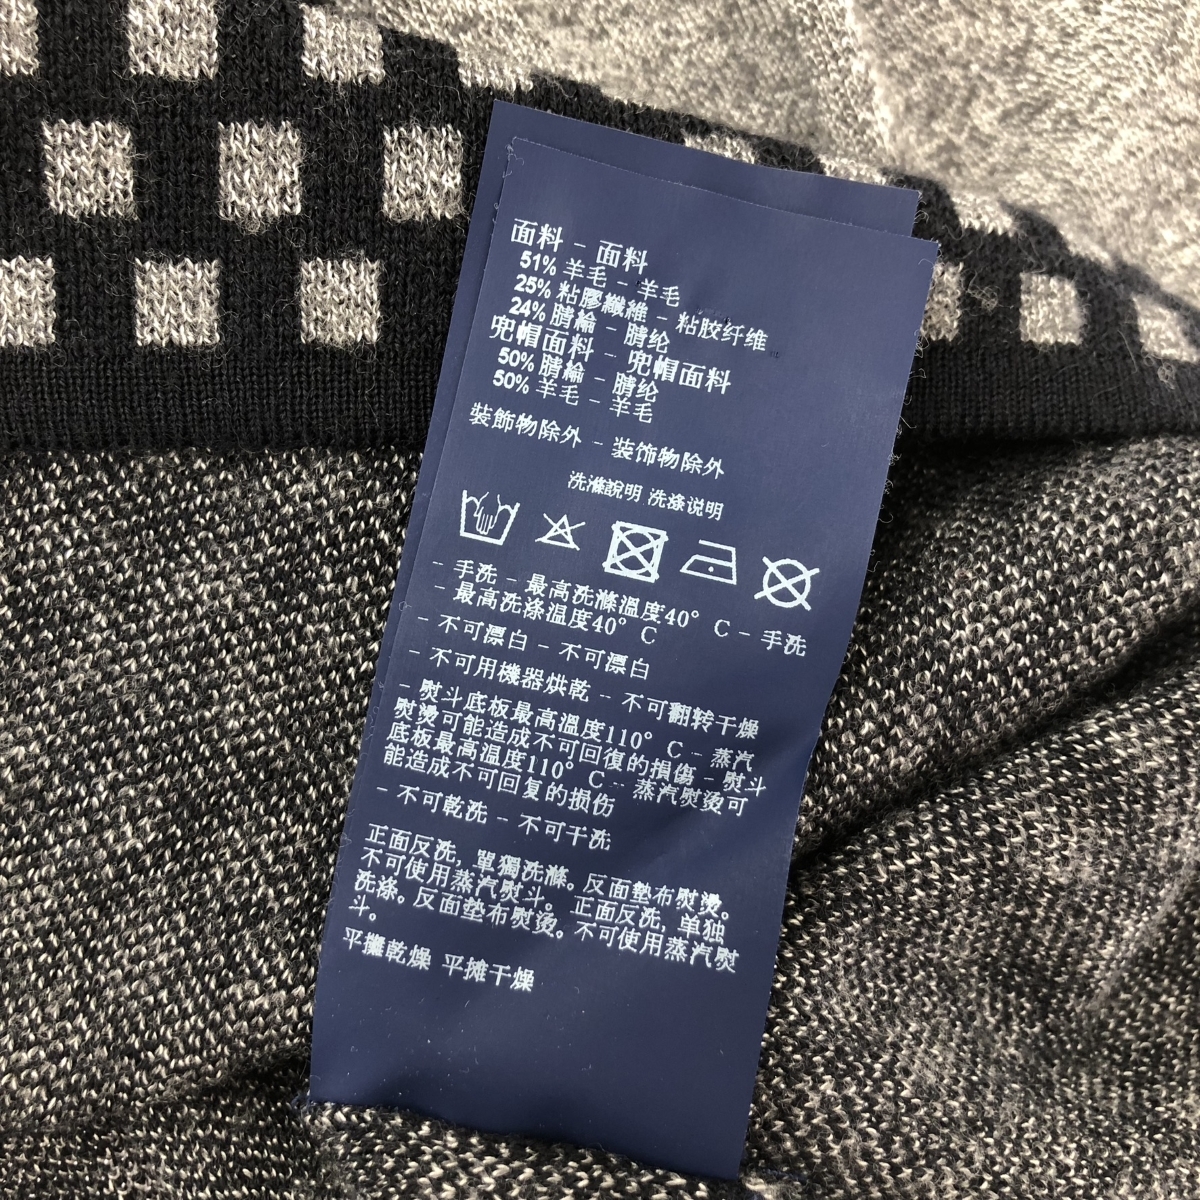 面料 - 面料
51% 羊毛 - 羊毛
25% 粘膠纖維 - 粘胶纤维
24% 腈綸 - 腈纶
兜帽面料 - 兜帽面料
50% 腈綸 - 腈纶
50% 羊毛 - 羊毛
裝飾物除外 - 装饰物除外
洗滌說明 洗涤说明
- 手洗 - 最高洗滌溫度40° C - 手洗
- 最高洗涤温度40° C
- 不可漂白 - 不可漂白
- 不可用機器烘乾 - 不可翻转干燥
- 熨斗底板最高溫度110° C - 蒸汽
熨燙可能造成不可回復的損傷 - 熨斗
底板最高温度110° C - 蒸汽熨烫可
能造成不可回复的损伤
- 不可乾洗 - 不可干洗
正面反洗, 單獨洗滌。反面墊布熨燙。
不可使用蒸汽熨斗。 正面反洗, 单独
洗涤。反面垫布熨烫。不可使用蒸汽熨
斗。
平攤乾燥 平摊干燥